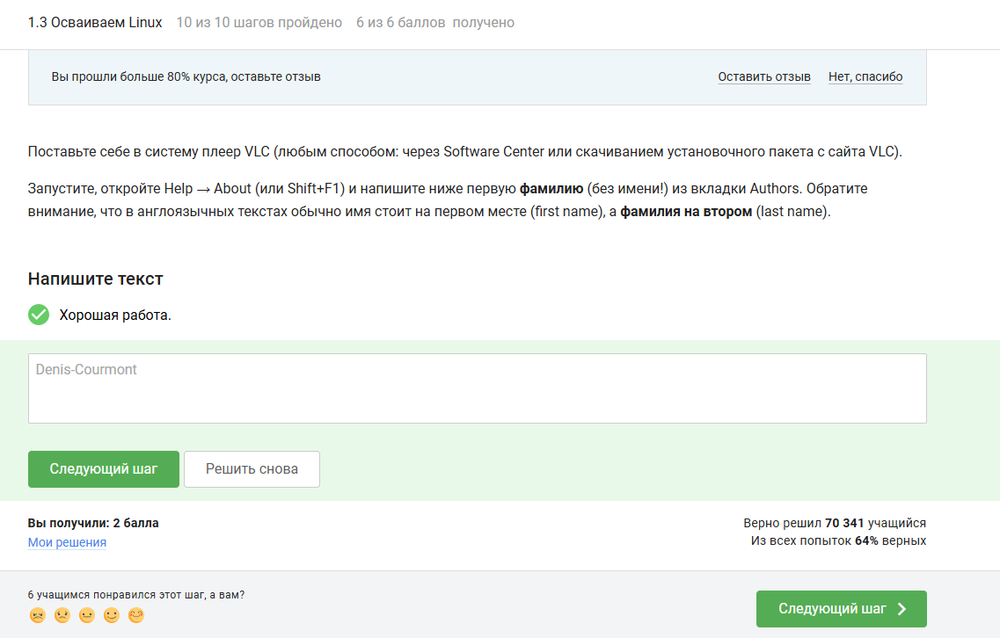 1.3 Осваиваем Linux 10 из 10 шагов пройдено 6 из 6 баллов получено
Вы прошли больше 80% курса, оставьте отзыв Оставить отзыв Нет, спасибо
Поставьте себе в систему плеер VLC (любым способом: через Software Center или скачиванием установочного пакета с сайта VLC).
Запустите, откройте Help → About (или Shift+F1) и напишите ниже первую фамилию (без имени!) из вкладки Authors. Обратите
внимание, что в англоязычных текстах обычно имя стоит на первом месте (first name), а фамилия на втором (last name).
Напишите текст
Хорошая работа.
Denis-Courmont
Следующий шаг Решить снова
Вы получили: 2 балла Верно решил 70 341 учащийся
Мои решения Из всех попыток 64% верных
6 учащимся понравился этот шаг, а вам?
Следующий шаг